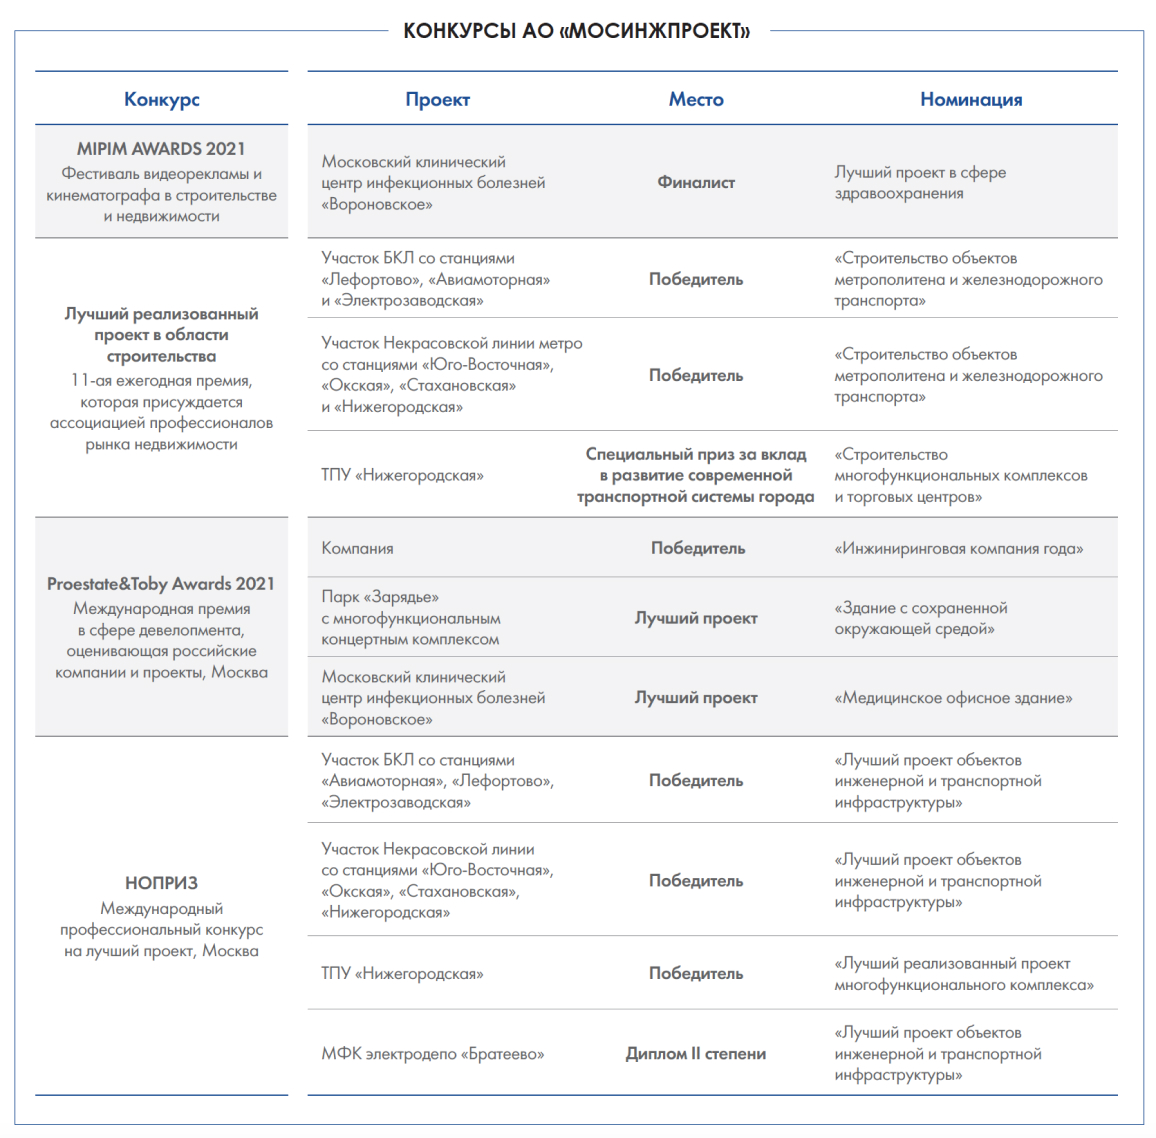 КОНКУРСЫ АО «МОСИНЖПРОЕКТ»
Конкурс
Проект
Место
Номинация
MIPIM AWARDS 2021
Фестиваль видеорекламы и
кинематографа в строительстве
и недвижимости
Московский клинический
центр инфекционных болезней
«Вороновское»
Финалист
Лучший проект в сфере
здравоохранения
Лучший реализованный
проект в области
строительства
11-ая ежегодная премия,
которая присуждается
ассоциацией профессионалов
рынка недвижимости
Участок БКЛ со станциями
«Лефортово», «Авиамоторная»
и «Электрозаводская»
Победитель
«Строительство объектов
метрополитена и железнодорожного
транспорта»
Участок Некрасовской линии метро
со станциями «Юго-Восточная»,
«Окская», «Стахановская»
и «Нижегородская»
Победитель
«Строительство объектов
метрополитена и железнодорожного
транспорта»
ТПУ «Нижегородская»
Специальный приз за вклад
в развитие современной
транспортной системы города
«Строительство
многофункциональных комплексов
и торговых центров»
Proestate&Toby Awards 2021
Международная премия
в сфере девелопмента,
оценивающая российские
компании и проекты, Москва
Компания
Победитель
«Инжиниринговая компания года»
Парк «Зарядье»
с многофункциональным
концертным комплексом
Лучший проект
«Здание с сохраненной
окружающей средой»
Московский клинический
центр инфекционных болезней
«Вороновское»
Лучший проект
«Медицинское офисное здание»
НОПРИЗ
Международный
профессиональный конкурс
на лучший проект, Москва
Участок БКЛ со станциями
«Авиамоторная», «Лефортово»,
«Электрозаводская»
Победитель
«Лучший проект объектов
инженерной и транспортной
инфраструктуры»
Участок Некрасовской линии
со станциями «Юго-Восточная»,
«Окская», «Стахановская»,
«Нижегородская»
Победитель
«Лучший проект объектов
инженерной и транспортной
инфраструктуры»
ТПУ «Нижегородская»
Победитель
«Лучший реализованный проект
многофункционального комплекса»
МФК электродепо «Братеево»
Диплом II степени
«Лучший проект объектов
инженерной и транспортной
инфраструктуры»